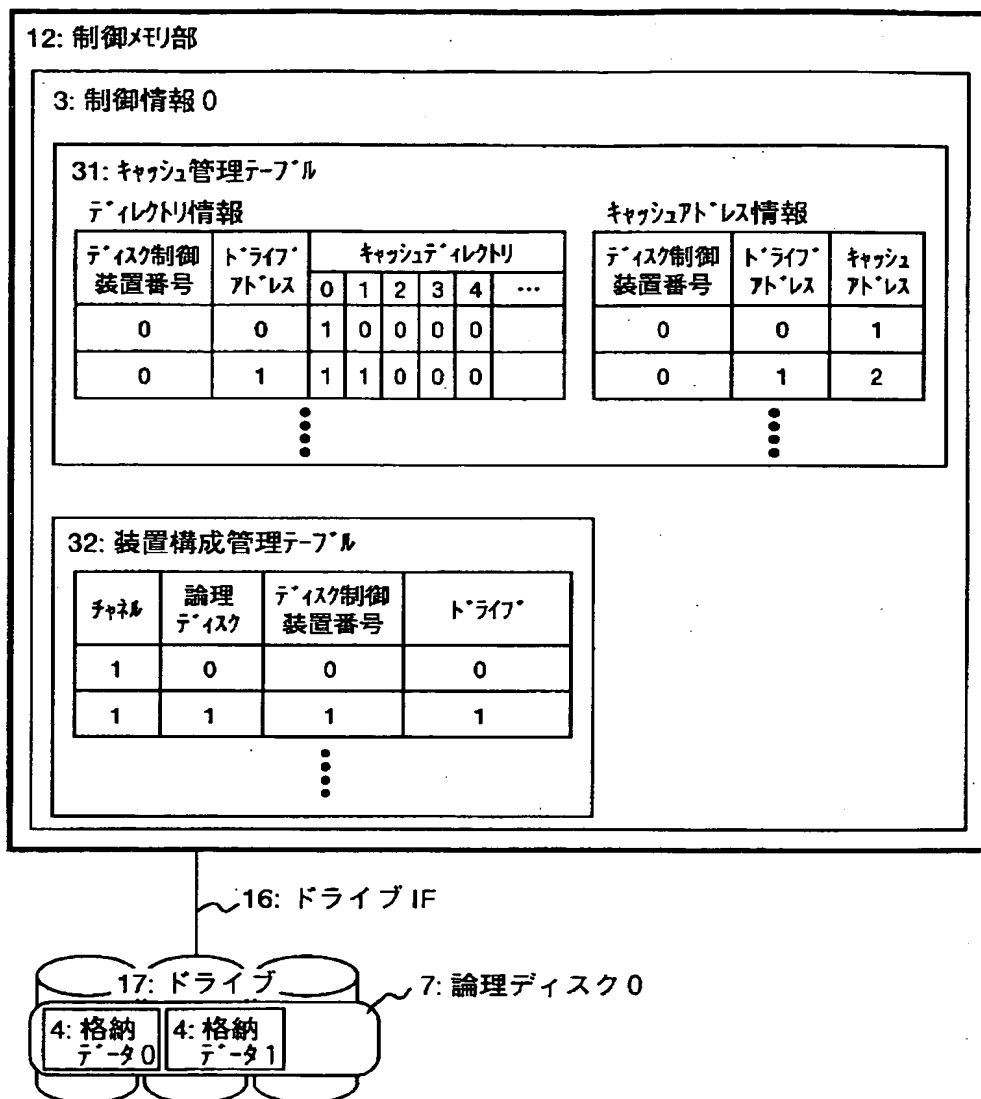 12: 制御ﾒﾓﾘ部
3: 制御情報 0
31: ｷｬｯｼｭ管理ﾃｰﾌﾞﾙ
ﾃﾞｨﾚｸﾄﾘ情報
ﾃﾞｨｽｸ制御
装置番号
ﾄﾞﾗｲﾌﾞ
ｱﾄﾞﾚｽ
ｷｬｯｼｭﾃﾞｨﾚｸﾄﾘ
0 1 2 3 4 …
0 0 1 0 0 0 0
0 1 1 1 0 0 0
ｷｬｯｼｭｱﾄﾞﾚｽ情報
ﾃﾞｨｽｸ制御
装置番号
ﾄﾞﾗｲﾌﾞ
ｱﾄﾞﾚｽ
ｷｬｯｼｭ
ｱﾄﾞﾚｽ
0 0 1
0 1 2
32: 装置構成管理ﾃｰﾌﾞﾙ
ﾁｬﾈﾙ
論理
ﾃﾞｨｽｸ
ﾃﾞｨｽｸ制御
装置番号
ﾄﾞﾗｲﾌﾞ
1 0 0 0
1 1 1 1
16: ドライブ IF
17: ドライブ
7: 論理ディスク 0
4: 格納
ﾃﾞｰﾀ 0
4: 格納
ﾃﾞｰﾀ 1